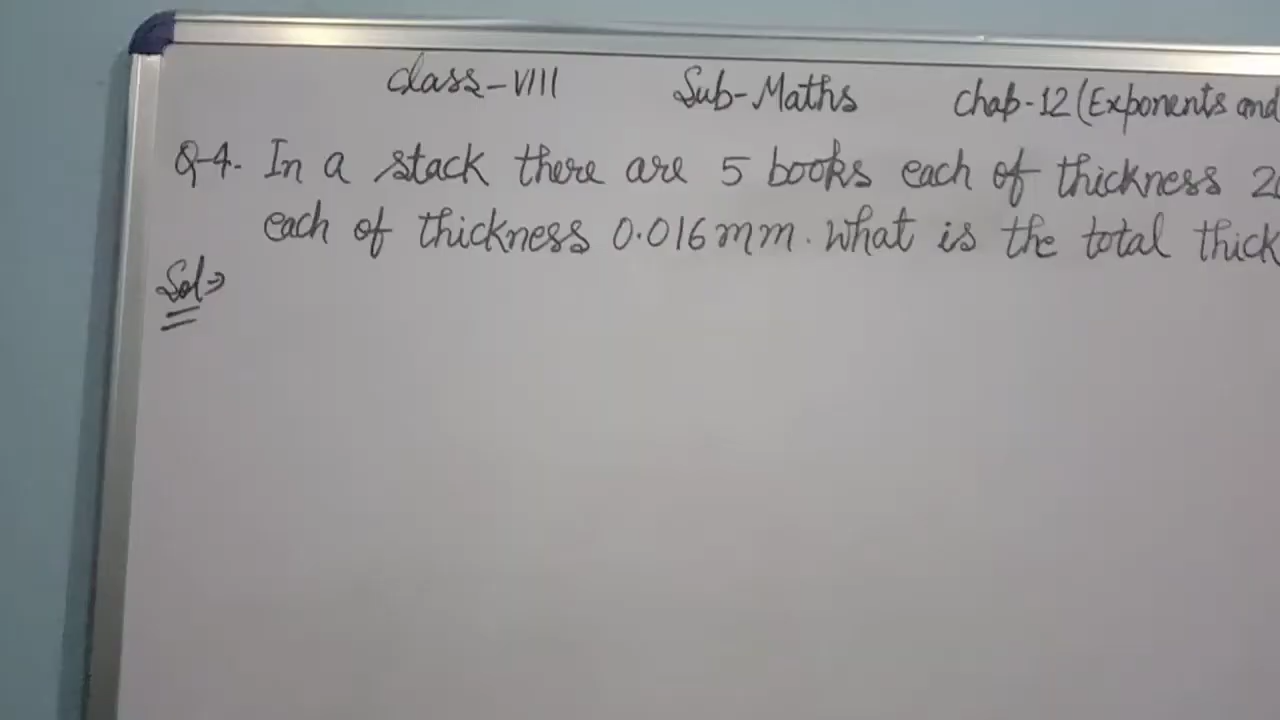 Class-VIII Sub-Maths Chap-12 (Exponents and
Q-4. In a stack there are 5 books each of thickness
each of thickness 0.016mm. What is the total thick
Sol⇒